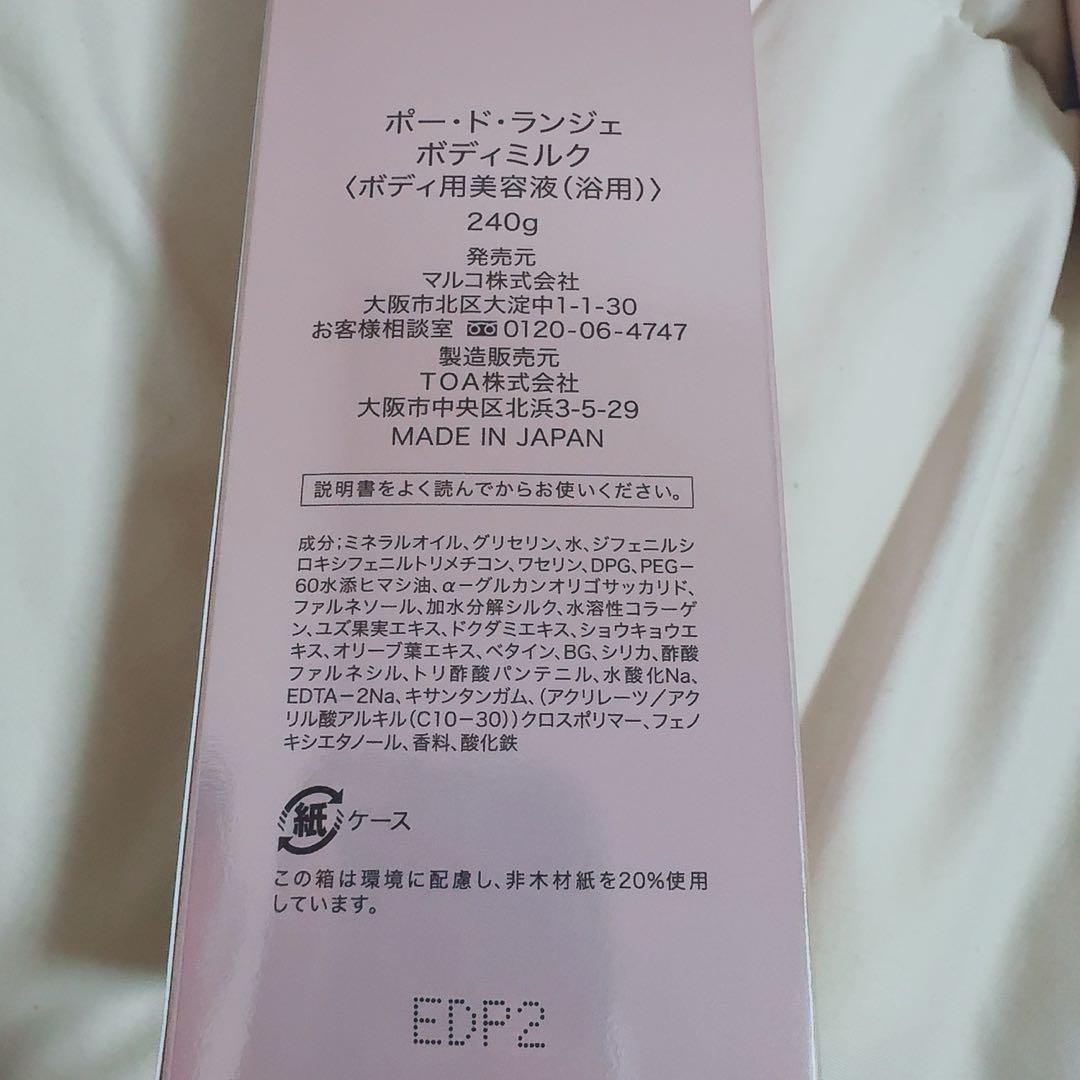 ポー・ド・ランジェ
ボディミルク
〈ボディ用美容液(浴用)〉
240g
発売元
マルコ株式会社
大阪市北区大淀中1-1-30
お客様相談室 0120-06-4747
製造販売元
TOA株式会社
大阪市中央区北浜3-5-29
MADE IN JAPAN
説明書をよく読んでからお使いください。
成分;ミネラルオイル、グリセリン、水、ジフェニルシ
ロキシフェニルトリメチコン、ワセリン、DPG、PEG－
60水添ヒマシ油、α－グルカンオリゴサッカリド、
ファルネソール、加水分解シルク、水溶性コラーゲ
ン、ユズ果実エキス、ドクダミエキス、ショウキョウエ
キス、オリーブ葉エキス、ベタイン、BG、シリカ、酢酸
ファルネシル、トリ酢酸パンテニル、水酸化Na、
EDTA－2Na、キサンタンガム、(アクリレーツ／アク
リル酸アルキル(C10－30))クロスポリマー、フェノ
キシエタノール、香料、酸化鉄
紙 ケース
この箱は環境に配慮し、非木材紙を20%使用
しています。
EDP2